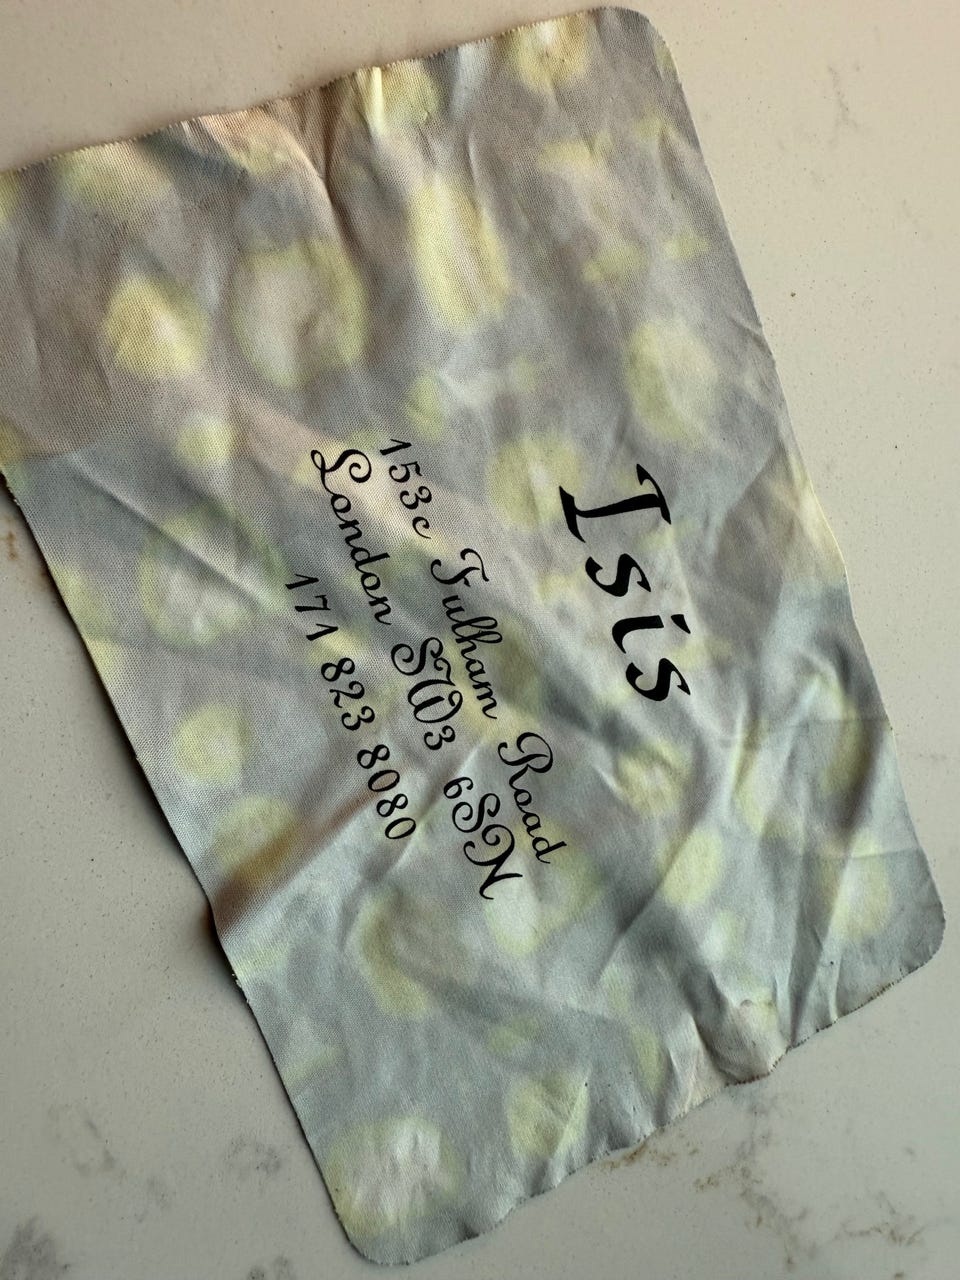 Isis
153c Fulham Road
London SW3 6SN
171 823 8080